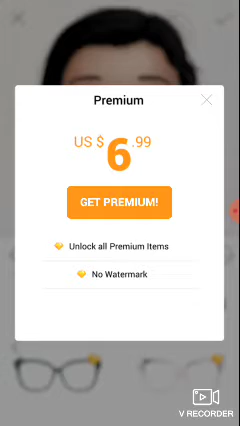 Premium
US $6.99
GET PREMIUM!
Unlock all Premium Items
No Watermark
V RECORDER